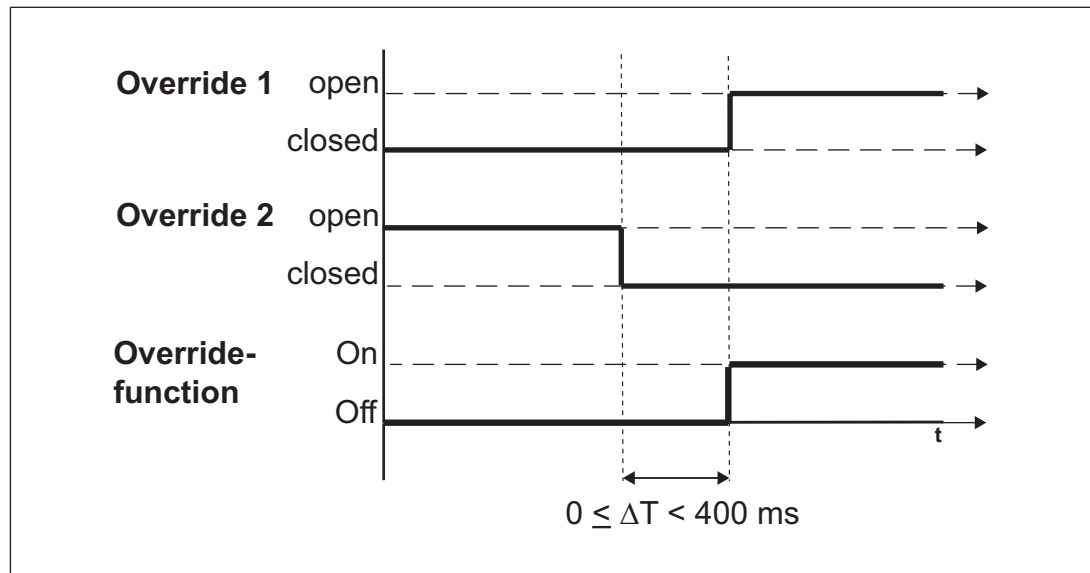 Override 1
open
closed
Override 2
open
closed
Override-
function
On
Off
t
0 ≤ ΔT < 400 ms